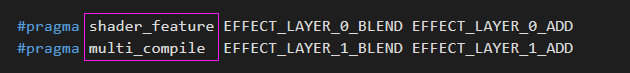 #pragma shader_feature EFFECT_LAYER_0_BLEND EFFECT_LAYER_0_ADD
#pragma multi_compile EFFECT_LAYER_1_BLEND EFFECT_LAYER_1_ADD